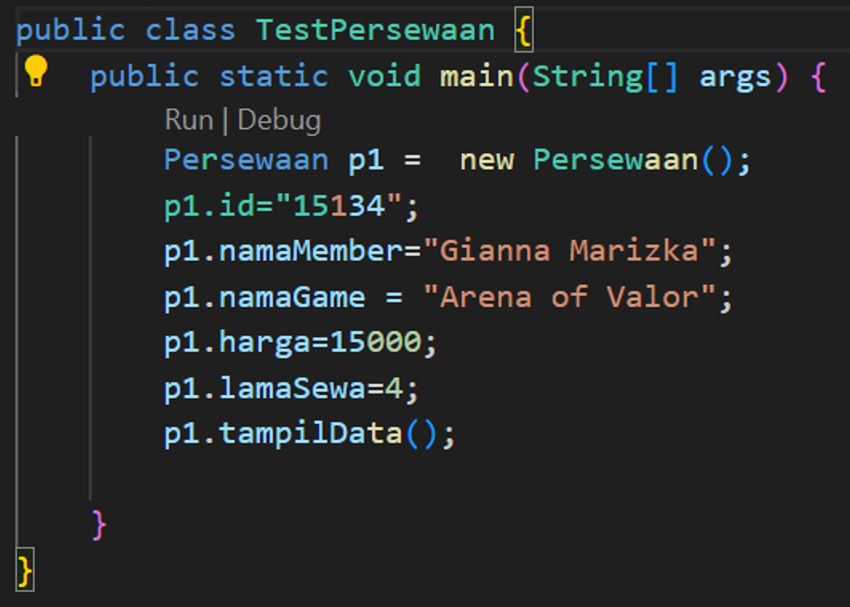 public class TestPersewaan {
public static void main(String[] args) {
Run | Debug
Persewaan p1 =  new Persewaan();
p1.id="15134";
p1.namaMember="Gianna Marizka";
p1.namaGame = "Arena of Valor";
p1.harga=15000;
p1.lamaSewa=4;
p1.tampilData();
}
}